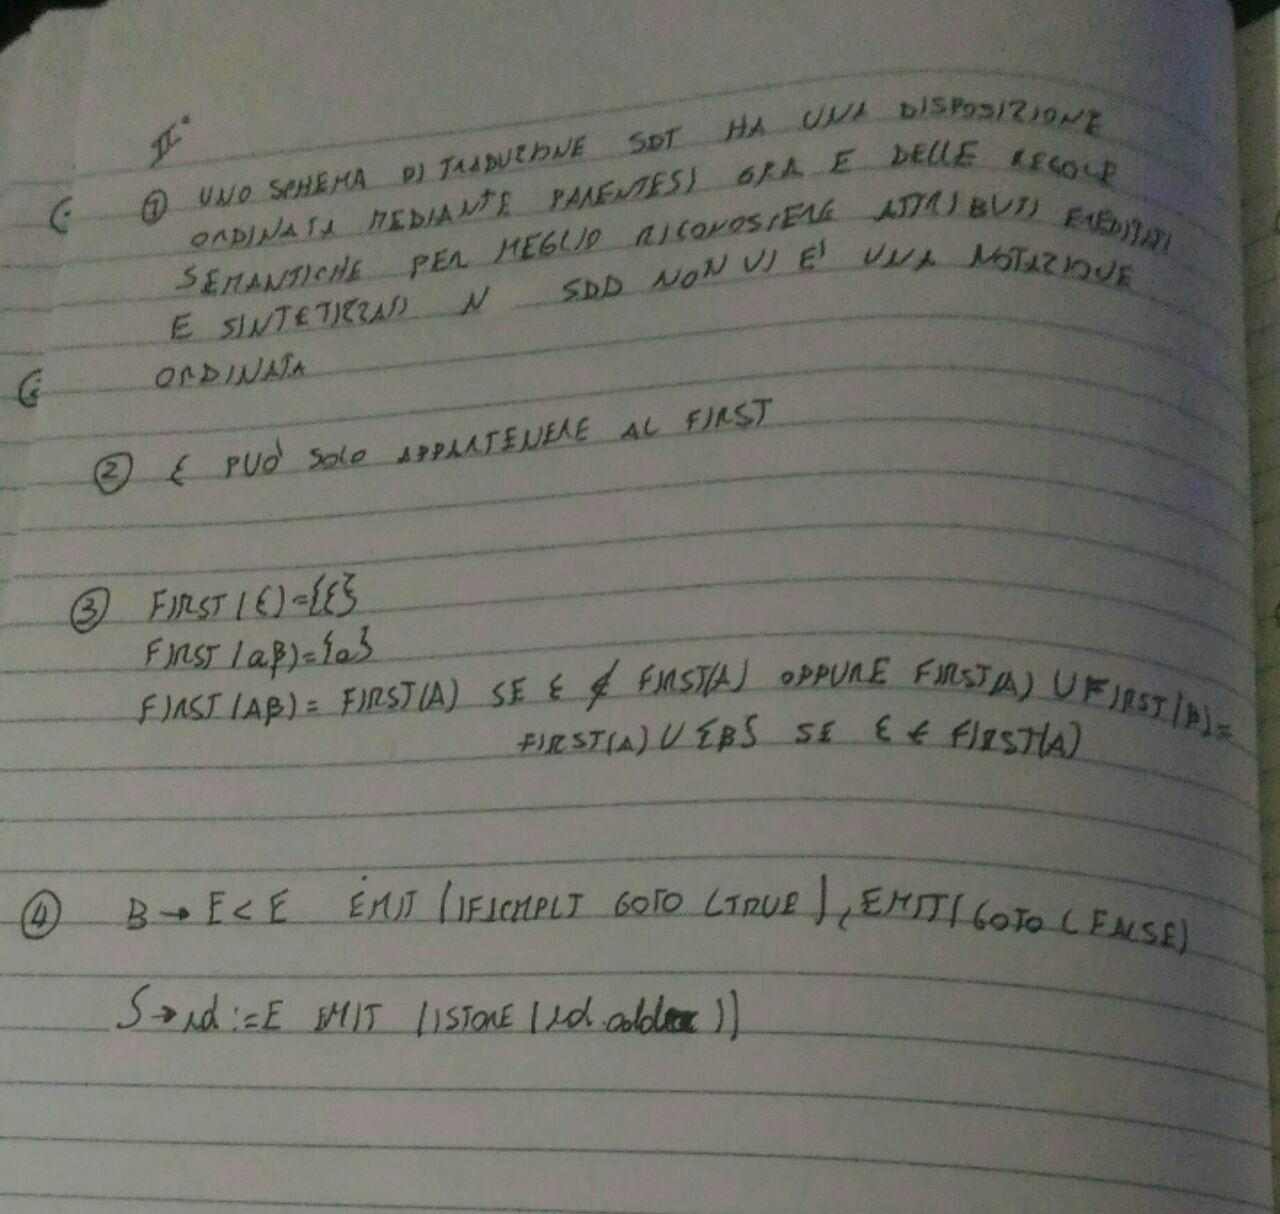 II°
① UNO SCHEMA DI TRADUZIONE SDT HA UNA DISPOSIZIONE
ORDINATA MEDIANTE PARENTESI GRA E DELLE REGOLE
SEMANTICHE PER MEGLIO RICONOSIERE ATTRIBUTI EREDITATI
E SINTETIZZATI N SDD NON VI E' UNA NOTAZIONE
ORDINATA
② ε PUO' SOLO APPARTENERE AL FIRST
③ FIRST(ε)={ε}
FIRST(aβ)={a}
FIRST(Aβ)= FIRST(A) SE ε ∉ FIRST(A) OPPURE FIRST(A) U FIRST(β)=
FIRST(A) U {β} SE ε ∈ FIRST(A)
④ B→E<E EMIT (IFICMPLT GOTO LTRUE), EMIT(GOTO LFALSE)
S→id:=E EMIT (ISTORE(id.addr))